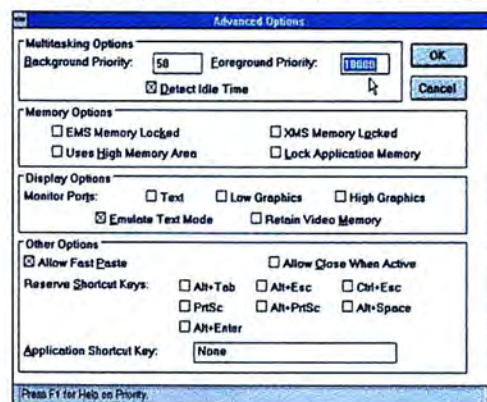 Advanced Options
Multitasking Options
Background Priority: 50 Foreground Priority: 10000
Detect Idle Time
OK
Cancel
Memory Options
EMS Memory Locked XMS Memory Locked
Uses High Memory Area Lock Application Memory
Display Options
Monitor Ports: Text Low Graphics High Graphics
Emulate Text Mode Retain Video Memory
Other Options
Allow Fast Paste Allow Close When Active
Reserve Shortcut Keys: Alt+Tab Alt+Esc Ctrl+Esc
PrtSc Alt+PrtSc Alt+Space
Alt+Enter
Application Shortcut Key: None
Press F1 for Help on Priority.